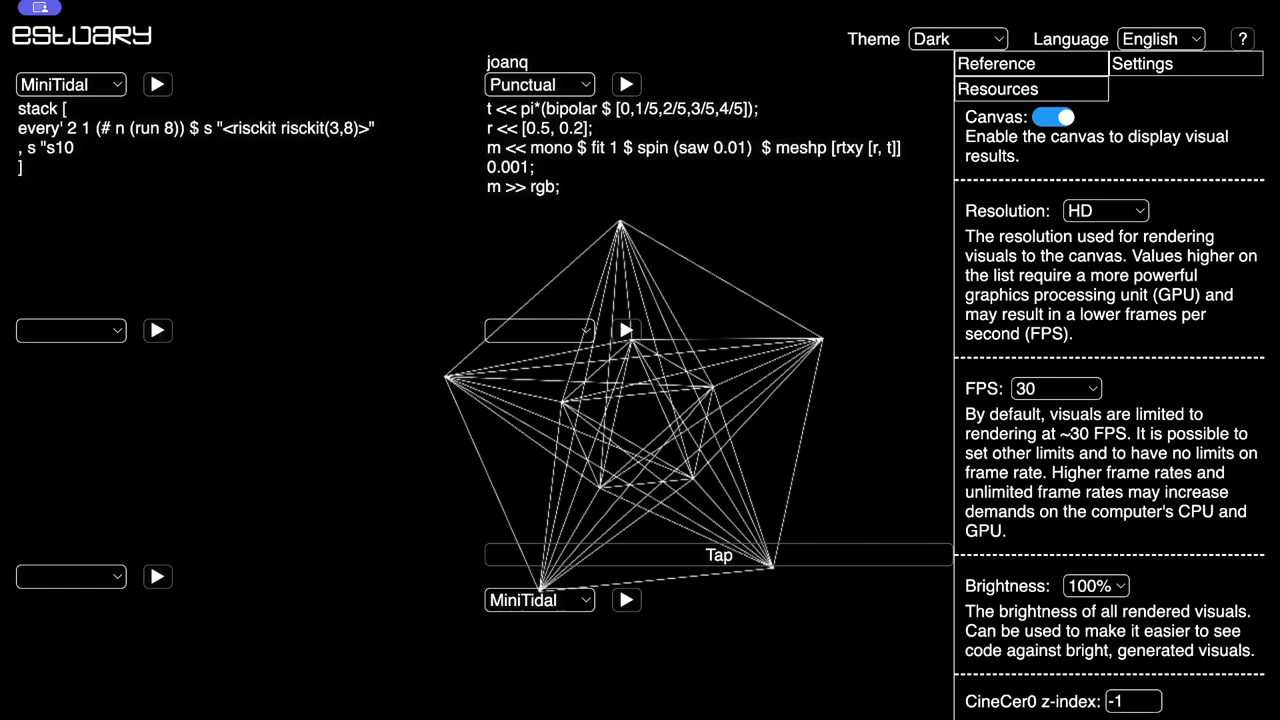 estuary
Theme Dark Language English ?
joanq
MiniTidal
Punctual
stack [
every' 2 1 (# n (run 8)) $ s "<risckit risckit(3,8)>"
, s "s10
]
t << pi*(bipolar $ [0,1/5,2/5,3/5,4/5]);
r << [0.5, 0.2];
m << mono $ fit 1 $ spin (saw 0.01)  $ meshp [rtxy [r, t]]
0.001;
m >> rgb;
Tap
MiniTidal
Reference
Settings
Resources
Canvas:
Enable the canvas to display visual
results.
Resolution: HD
The resolution used for rendering
visuals to the canvas. Values higher on
the list require a more powerful
graphics processing unit (GPU) and
may result in a lower frames per
second (FPS).
FPS: 30
By default, visuals are limited to
rendering at ~30 FPS. It is possible to
set other limits and to have no limits on
frame rate. Higher frame rates and
unlimited frame rates may increase
demands on the computer's CPU and
GPU.
Brightness: 100%
The brightness of all rendered visuals.
Can be used to make it easier to see
code against bright, generated visuals.
CineCer0 z-index: -1